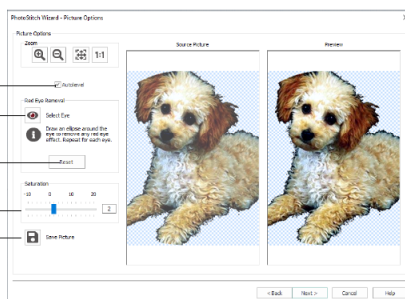 PhotoStitch Wizard - Picture Options
Picture Options
Zoom
1:1
Source Picture
Preview
Autolevel
Red Eye Removal
Select Eye
Draw an ellipse around the
eye to remove any red eye
effect. Repeat for each eye.
Reset
Saturation
-10 0 10 20
2
Save Picture
< Back Next > Cancel Help